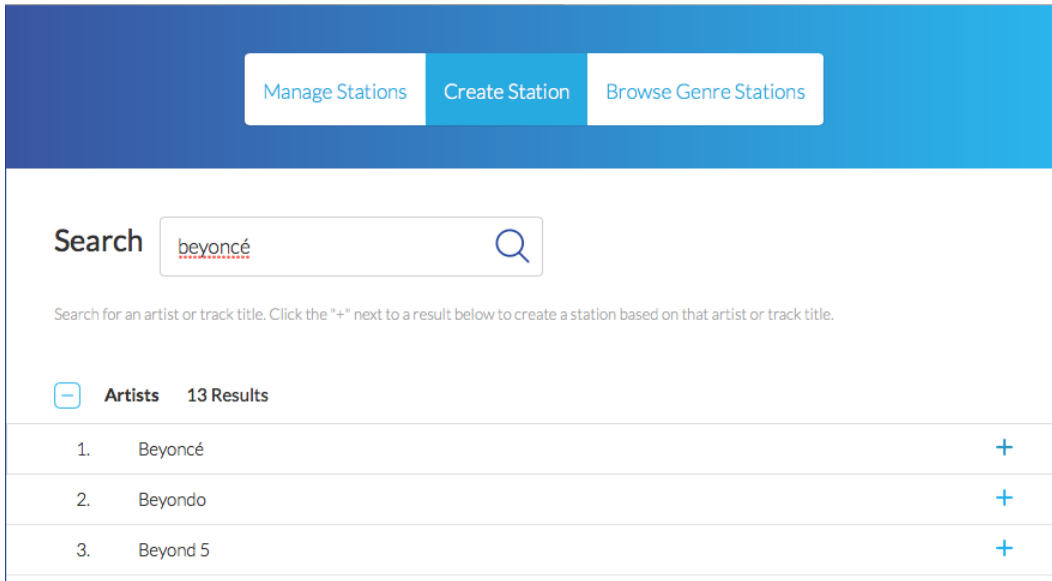 Manage Stations Create Station Browse Genre Stations
Search beyoncé
Search for an artist or track title. Click the "+" next to a result below to create a station based on that artist or track title.
− Artists 13 Results
1. Beyoncé +
2. Beyondo +
3. Beyond 5 +